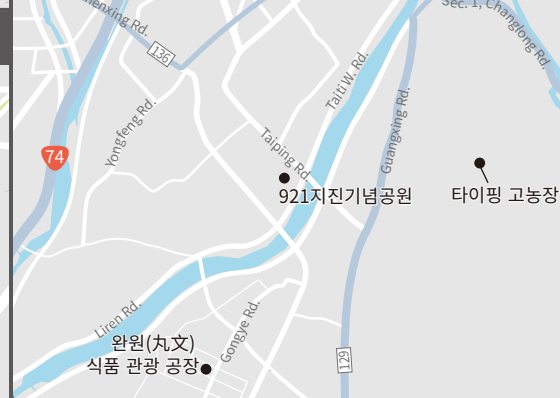 henxing Rd.
Sec. 1, Changlong Rd.
136
Taiti W. Rd.
Yongfeng Rd.
Guangxing Rd.
Taiping Rd.
74
921지진기념공원
타이핑 고농장
Liren Rd.
완원(丸文)
식품 관광 공장
Gongye Rd.
129